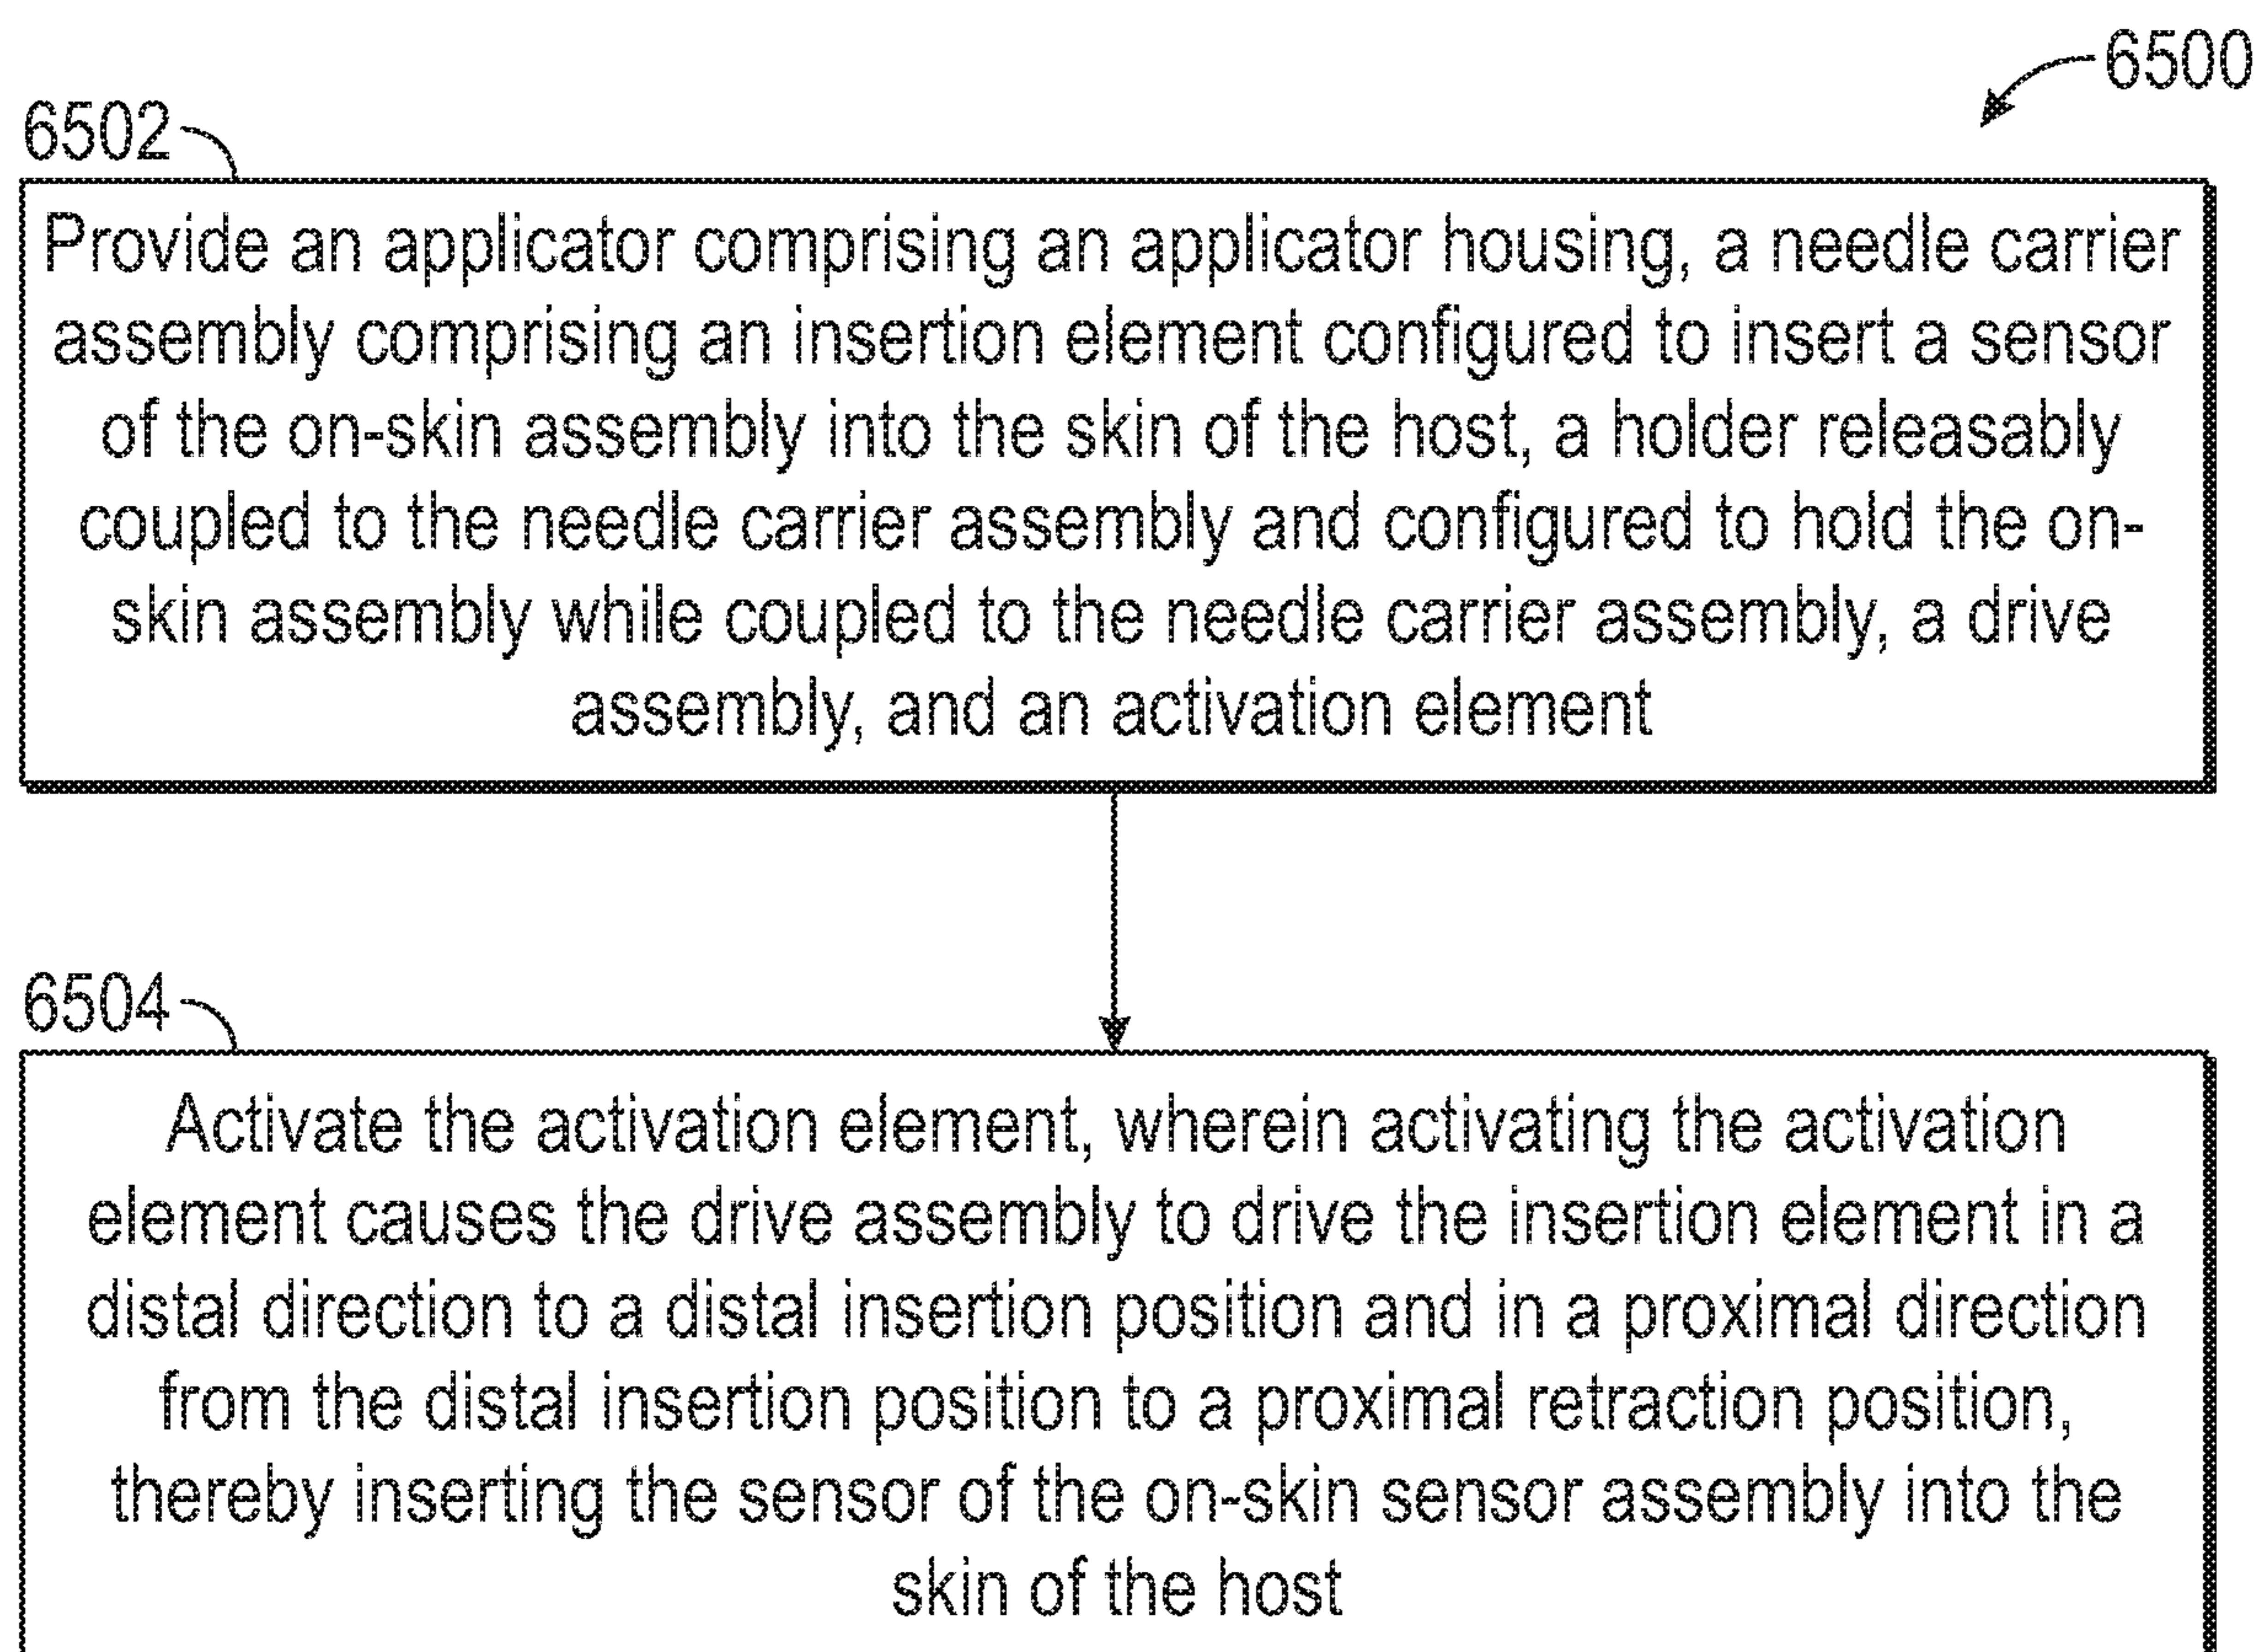 6500
6502
Provide an applicator comprising an applicator housing, a needle carrier
assembly comprising an insertion element configured to insert a sensor
of the on-skin assembly into the skin of the host, a holder releasably
coupled to the needle carrier assembly and configured to hold the on-
skin assembly while coupled to the needle carrier assembly, a drive
assembly, and an activation element
6504
Activate the activation element, wherein activating the activation
element causes the drive assembly to drive the insertion element in a
distal direction to a distal insertion position and in a proximal direction
from the distal insertion position to a proximal retraction position,
thereby inserting the sensor of the on-skin sensor assembly into the
skin of the host